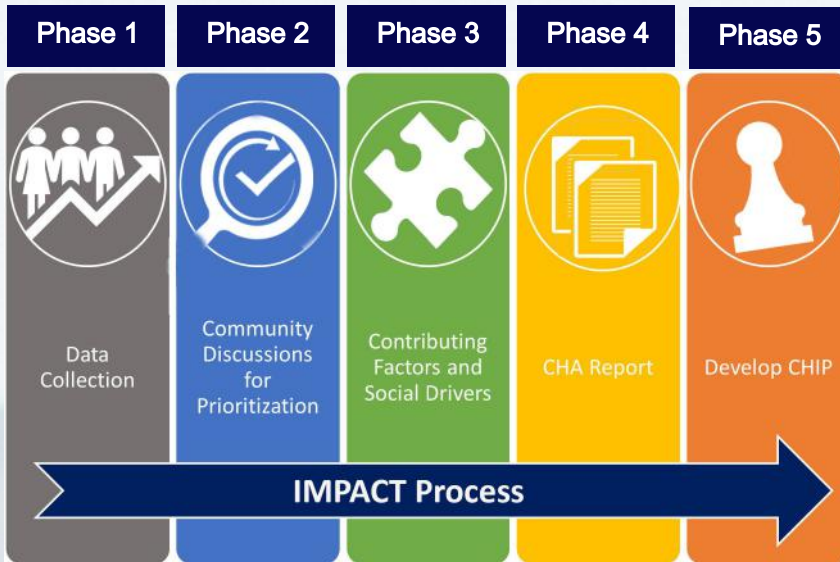 Phase 1
Phase 2
Phase 3
Phase 4
Phase 5
Data
Collection
Community
Discussions
for
Prioritization
Contributing
Factors and
Social Drivers
CHA Report
Develop CHIP
IMPACT Process